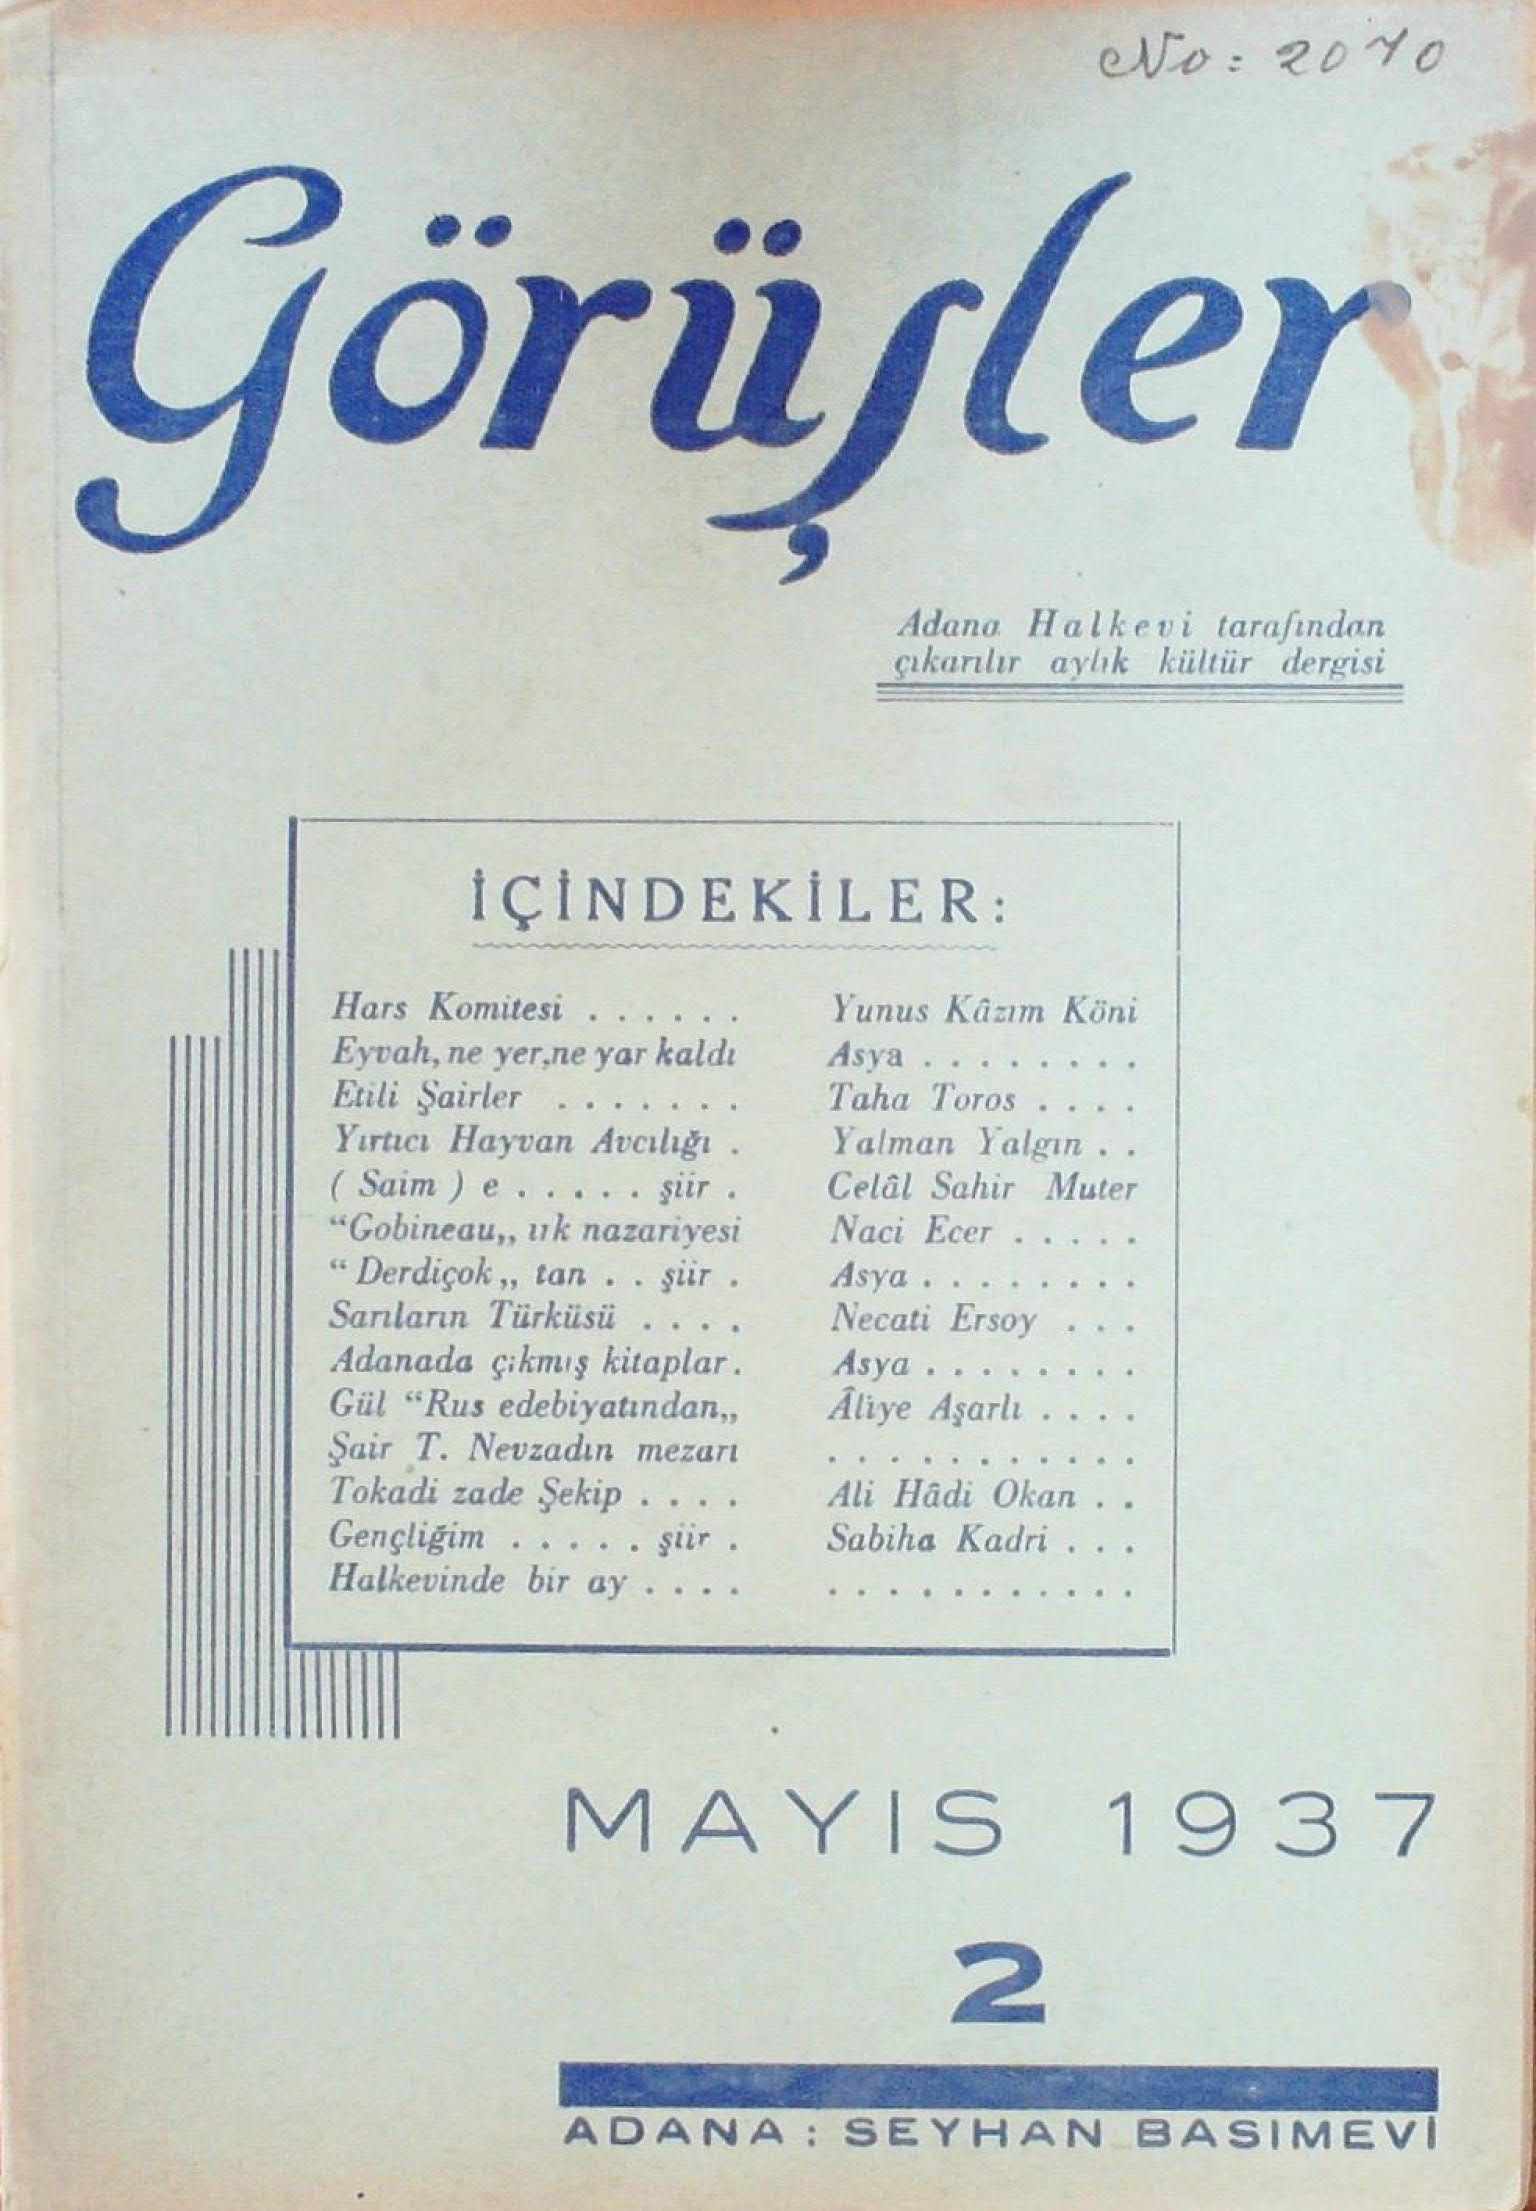 No: 2070
Görüşler
Adana Halkevi tarafından
çıkarılır aylık kültür dergisi
İÇİNDEKİLER:
Hars Komitesi . . . . . . Yunus Kâzım Köni
Eyvah, ne yer,ne yar kaldı Asya . . . . . . . .
Etili Şairler . . . . . . . Taha Toros . . . .
Yırtıcı Hayvan Avcılığı . Yalman Yalgın . .
( Saim ) e . . . . . şiir . Celâl Sahir Muter
“Gobineau„ ırk nazariyesi Naci Ecer . . . . .
“ Derdiçok „ tan . . şiir . Asya . . . . . . . .
Sarıların Türküsü . . . . Necati Ersoy . . .
Adanada çıkmış kitaplar . Asya . . . . . . . .
Gül “Rus edebiyatından„ Âliye Aşarlı . . . .
Şair T. Nevzadın mezarı . . . . . . . . . . .
Tokadi zade Şekip . . . . Ali Hâdi Okan . .
Gençliğim . . . . . şiir . Sabiha Kadri . . .
Halkevinde bir ay . . . . . . . . . . . . . . .
MAYIS 1937
2
ADANA : SEYHAN BASIMEVİ